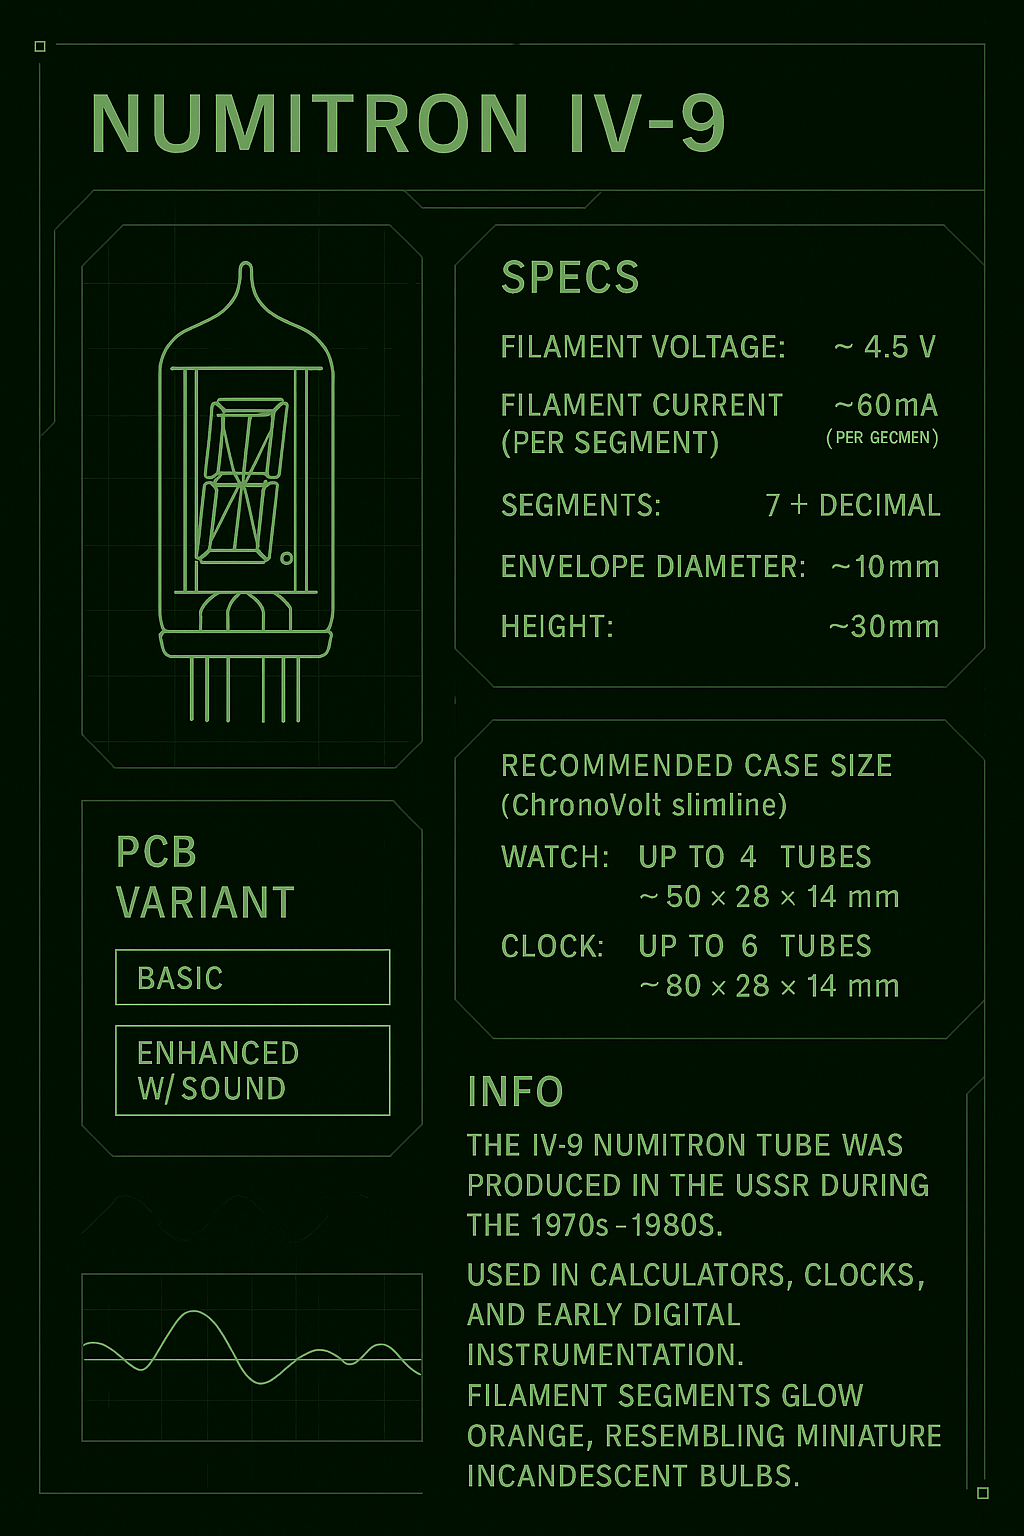 NUMITRON IV-9
SPECS
FILAMENT VOLTAGE: ~ 4.5 V
FILAMENT CURRENT ~60mA
(PER SEGMENT) (PER GECMEN)
SEGMENTS: 7 + DECIMAL
ENVELOPE DIAMETER: ~10mm
HEIGHT: ~30mm
RECOMMENDED CASE SIZE
(ChronoVolt slimline)
WATCH: UP TO 4 TUBES
~ 50 × 28 × 14 mm
CLOCK: UP TO 6 TUBES
~ 80 × 28 × 14 mm
PCB
VARIANT
BASIC
ENHANCED
W/ SOUND
INFO
THE IV-9 NUMITRON TUBE WAS
PRODUCED IN THE USSR DURING
THE 1970s-1980S.
USED IN CALCULATORS, CLOCKS,
AND EARLY DIGITAL
INSTRUMENTATION.
FILAMENT SEGMENTS GLOW
ORANGE, RESEMBLING MINIATURE
INCANDESCENT BULBS.